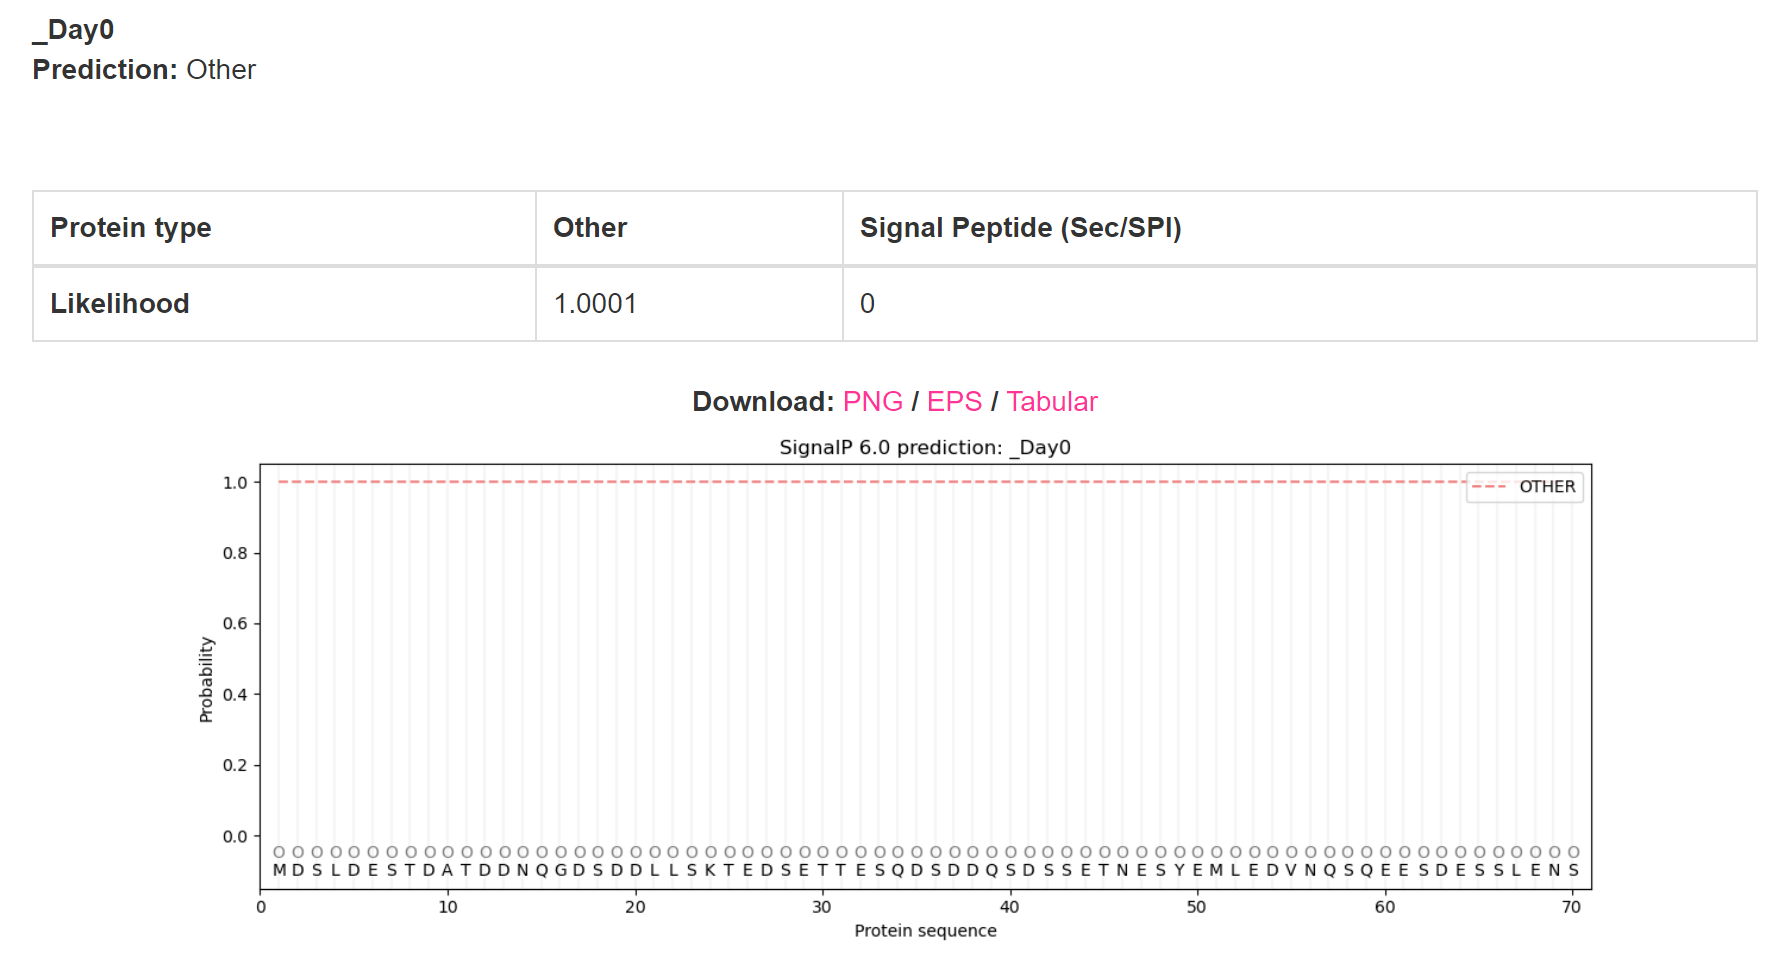 _Day0
Prediction: Other
Protein type Other Signal Peptide (Sec/SPI)
Likelihood 1.0001 0
Download: PNG / EPS / Tabular
SignalP 6.0 prediction: _Day0
1.0
OTHER
0.8
0.6
0.4
0.2
0.0
Probability
O O O O O O O O O O O O O O O O O O O O O O O O O O O O O O O O O O O O O O O O O O O O O O O O O O O O O O O O O O O O O O O O O O O O O O
M D S L D E S T D A T D D N Q G D S D D L L S K T E D S E T T E S Q D S D D Q S D S S E T N E S Y E M L E D V N Q S Q E E S D E S S L E N S
0 10 20 30 40 50 60 70
Protein sequence